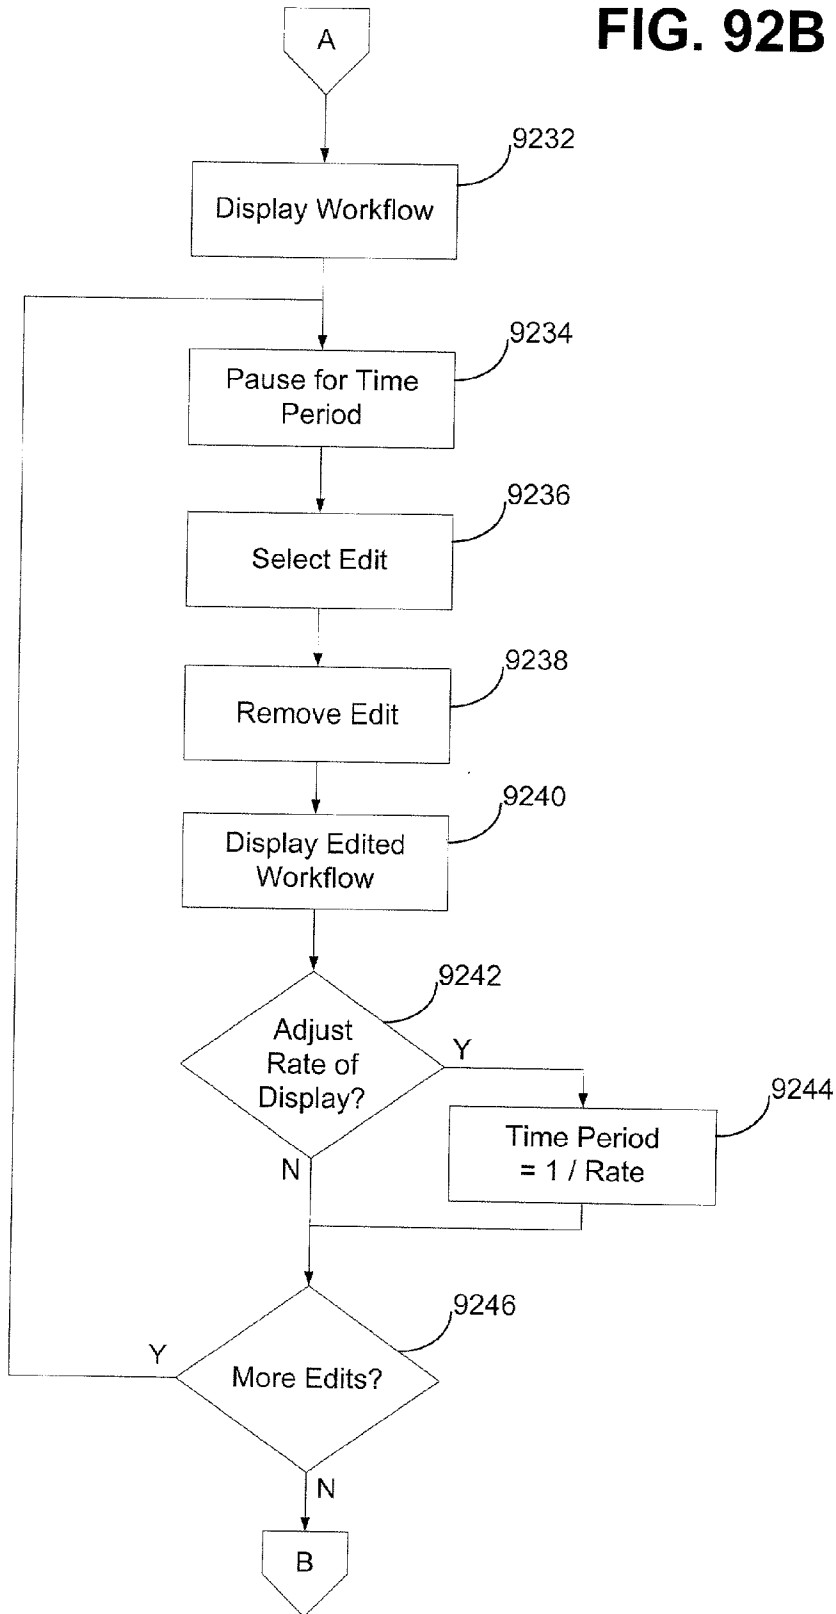 FIG. 92B
A
9232
Display Workflow
9234
Pause for Time
Period
9236
Select Edit
9238
Remove Edit
9240
Display Edited
Workflow
9242
Adjust
Rate of
Display?
Y
9244
Time Period
= 1 / Rate
N
9246
Y
More Edits?
N
B